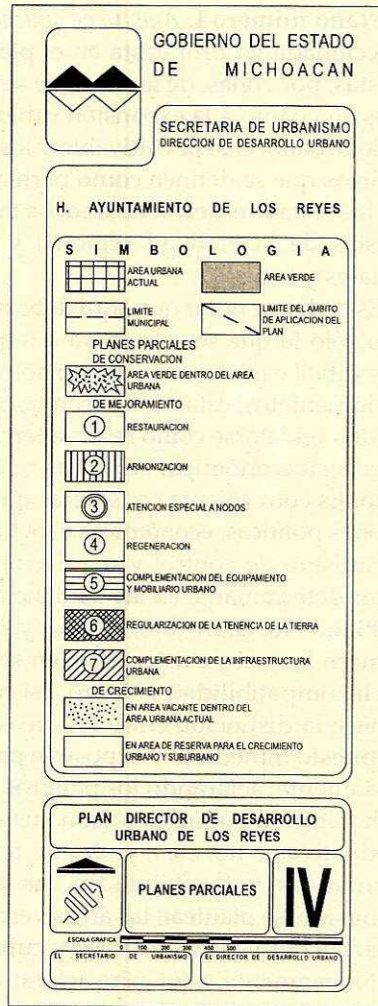 GOBIERNO DEL ESTADO
DE MICHOACAN
SECRETARIA DE URBANISMO
DIRECCION DE DESARROLLO URBANO
H. AYUNTAMIENTO DE LOS REYES
SIMBOLOGIA
AREA URBANA
ACTUAL
AREA VERDE
LIMITE
MUNICIPAL
LIMITE DEL AMBITO
DE APLICACION DEL
PLAN
PLANES PARCIALES
DE CONSERVACION
AREA VERDE DENTRO DEL AREA
URBANA
DE MEJORAMIENTO
1 RESTAURACION
2 ARMONIZACION
3 ATENCION ESPECIAL A NODOS
4 REGENERACION
5 COMPLEMENTACION DEL EQUIPAMIENTO
Y MOBILIARIO URBANO
6 REGULARIZACION DE LA TENENCIA DE LA TIERRA
7 COMPLEMENTACION DE LA INFRAESTRUCTURA
URBANA
DE CRECIMIENTO
EN AREA VACANTE DENTRO DEL
AREA URBANA ACTUAL
EN AREA DE RESERVA PARA EL CRECIMIENTO
URBANO Y SUBURBANO
PLAN DIRECTOR DE DESARROLLO
URBANO DE LOS REYES
PLANES PARCIALES
IV
ESCALA GRAFICA
0 100 200 300 400 500
EL SECRETARIO DE URBANISMO
EL DIRECTOR DE DESARROLLO URBANO